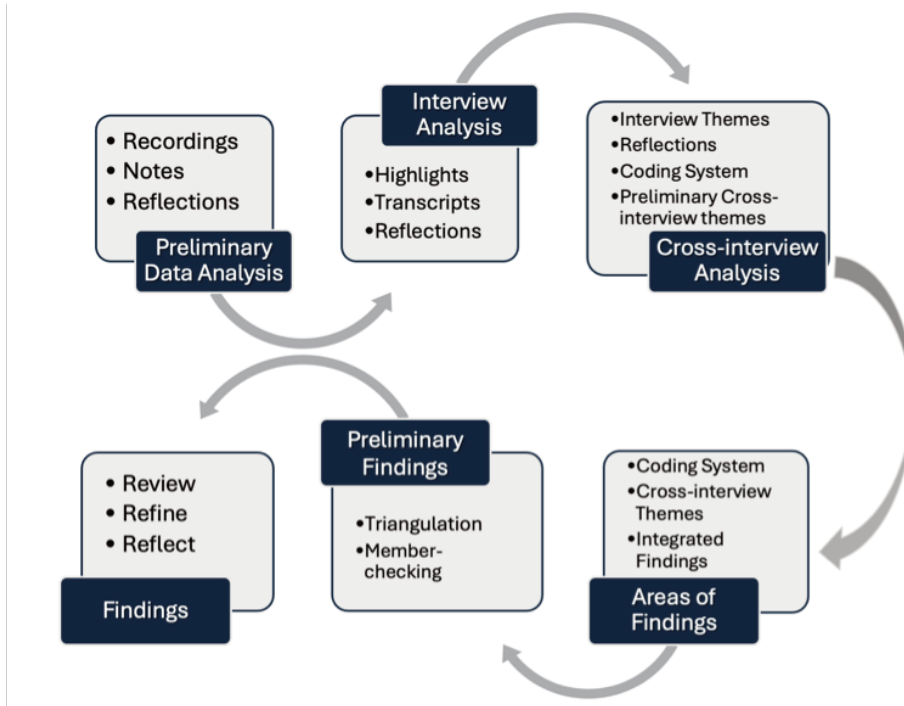 • Recordings
• Notes
• Reflections
Preliminary
Data Analysis
Interview
Analysis
•Highlights
•Transcripts
•Reflections
•Interview Themes
•Reflections
•Coding System
•Preliminary Cross-
interview themes
Cross-interview
Analysis
•Coding System
•Cross-interview
Themes
•Integrated
Findings
Areas of
Findings
Preliminary
Findings
•Triangulation
•Member-
checking
• Review
• Refine
• Reflect
Findings